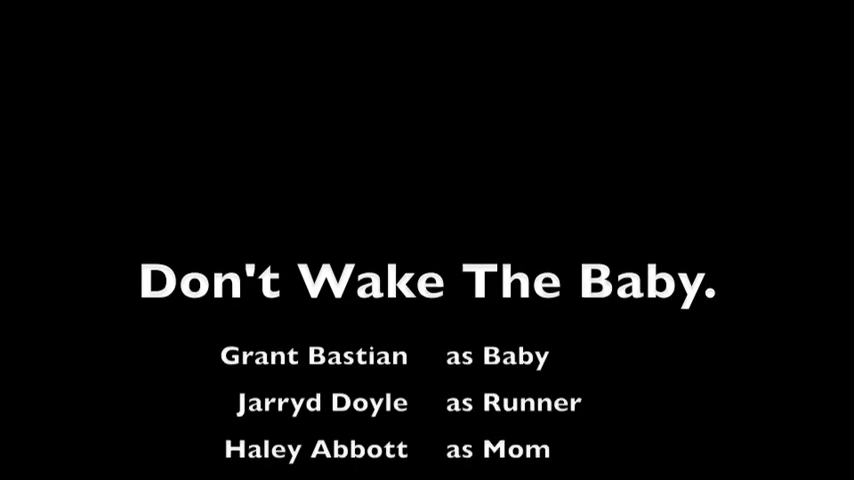 Don't Wake The Baby.
Grant Bastian as Baby
Jarryd Doyle as Runner
Haley Abbott as Mom